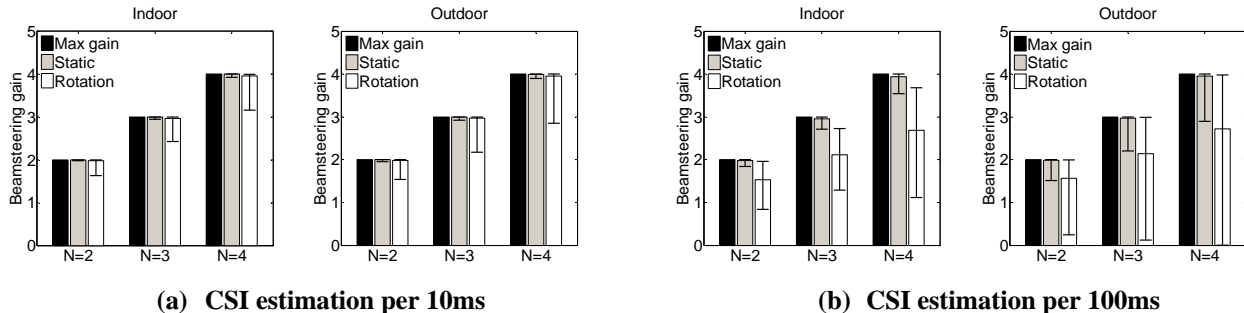 Indoor
5
4
3
2
1
0
Beamsteering gain
Max gain
Static
Rotation
N=2 N=3 N=4
Outdoor
5
4
3
2
1
0
Beamsteering gain
Max gain
Static
Rotation
N=2 N=3 N=4
(a) CSI estimation per 10ms
Indoor
5
4
3
2
1
0
Beamsteering gain
Max gain
Static
Rotation
N=2 N=3 N=4
Outdoor
5
4
3
2
1
0
Beamsteering gain
Max gain
Static
Rotation
N=2 N=3 N=4
(b) CSI estimation per 100ms